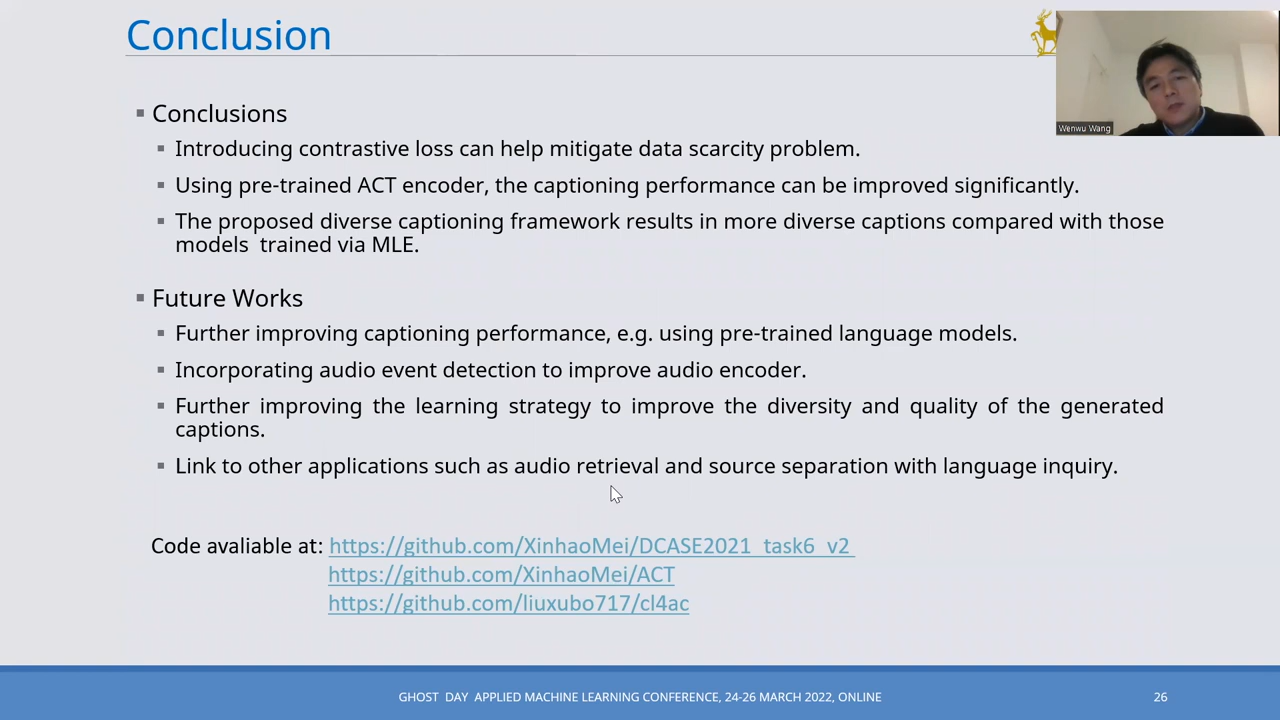 Conclusion
Wenwu Wang
Conclusions
Introducing contrastive loss can help mitigate data scarcity problem.
Using pre-trained ACT encoder, the captioning performance can be improved significantly.
The proposed diverse captioning framework results in more diverse captions compared with those
models trained via MLE.
Future Works
Further improving captioning performance, e.g. using pre-trained language models.
Incorporating audio event detection to improve audio encoder.
Further improving the learning strategy to improve the diversity and quality of the generated
captions.
Link to other applications such as audio retrieval and source separation with language inquiry.
Code avaliable at: https://github.com/XinhaoMei/DCASE2021_task6_v2
https://github.com/XinhaoMei/ACT
https://github.com/liuxubo717/cl4ac
GHOST DAY APPLIED MACHINE LEARNING CONFERENCE, 24-26 MARCH 2022, ONLINE
26